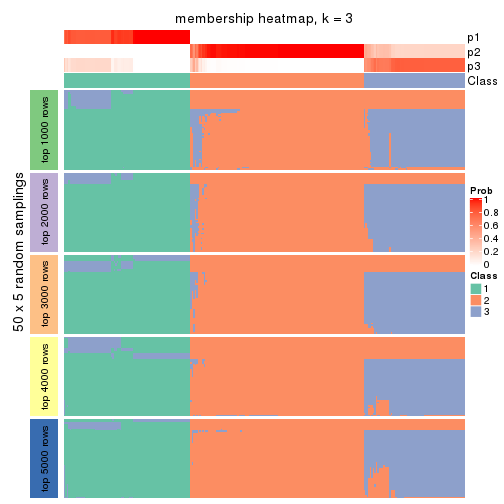 membership heatmap, k = 3
p1
p2
p3
Class
50 x 5 random samplings
top 1000 rows
top 2000 rows
top 3000 rows
top 4000 rows
top 5000 rows
Prob
1
0.8
0.6
0.4
0.2
0
Class
1
2
3